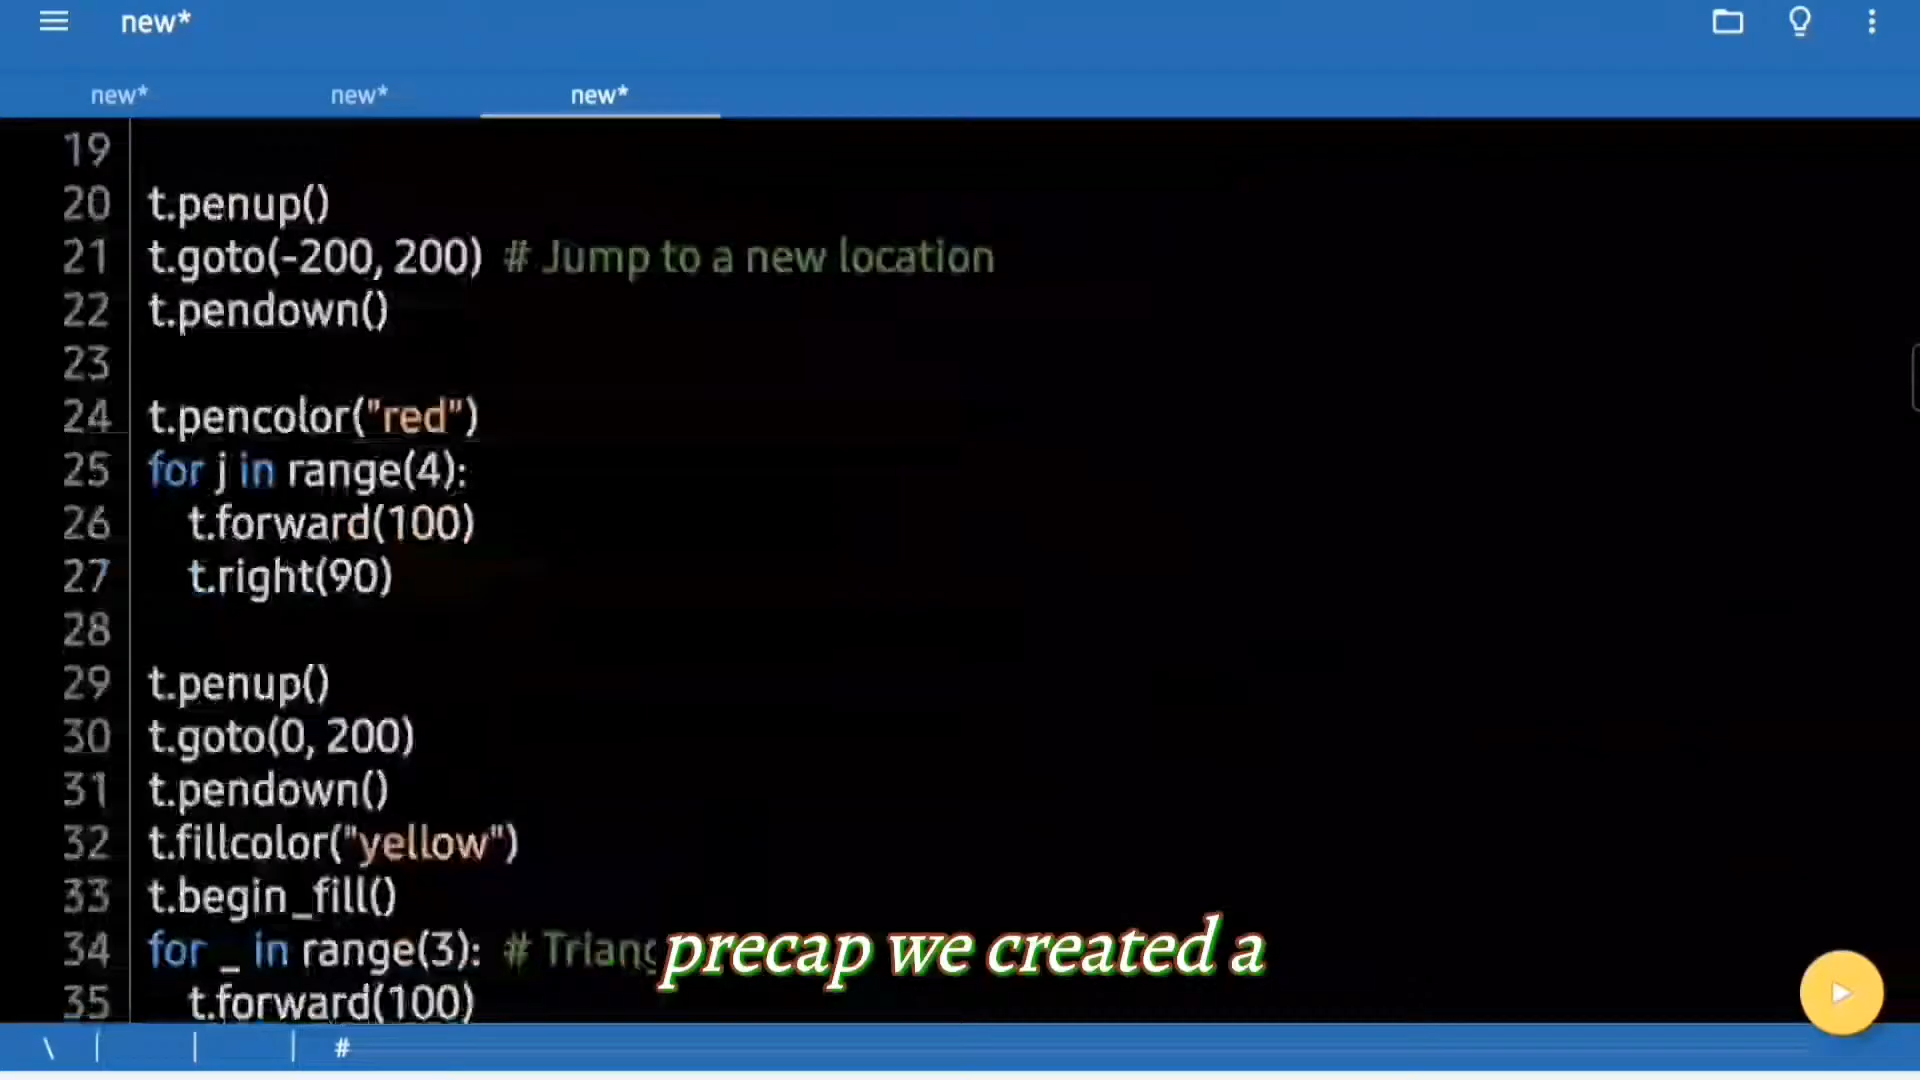 new*
new* new* new*
19
20 t.penup()
21 t.goto(-200, 200) # Jump to a new location
22 t.pendown()
23
24 t.pencolor("red")
25 for j in range(4):
26 t.forward(100)
27 t.right(90)
28
29 t.penup()
30 t.goto(0, 200)
31 t.pendown()
32 t.fillcolor("yellow")
33 t.begin_fill()
34 for _ in range(3): #
precap we created a
35 t.forward(100)
\ | | | #